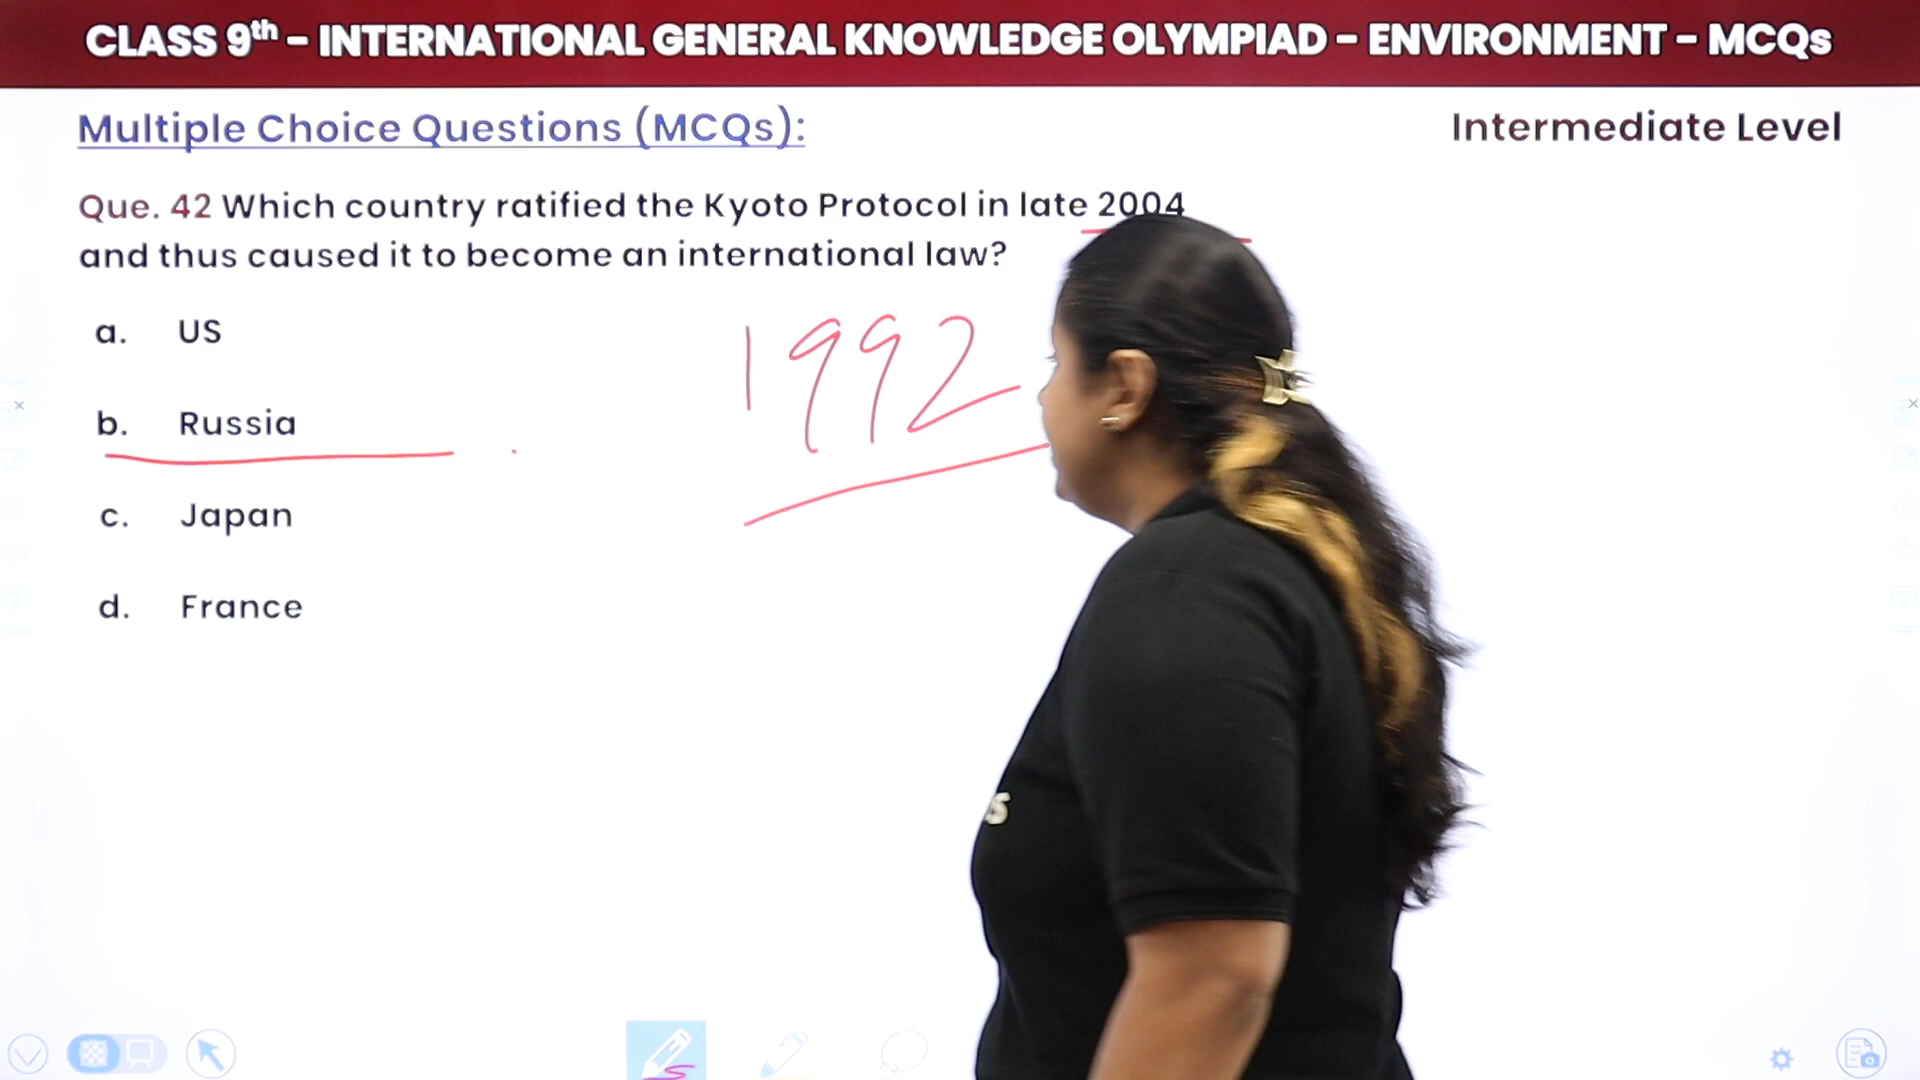 CLASS 9th – INTERNATIONAL GENERAL KNOWLEDGE OLYMPIAD – ENVIRONMENT – MCQs
Multiple Choice Questions (MCQs):
Intermediate Level
Que. 42 Which country ratified the Kyoto Protocol in late 2004
and thus caused it to become an international law?
a. US
b. Russia
c. Japan
d. France
1992